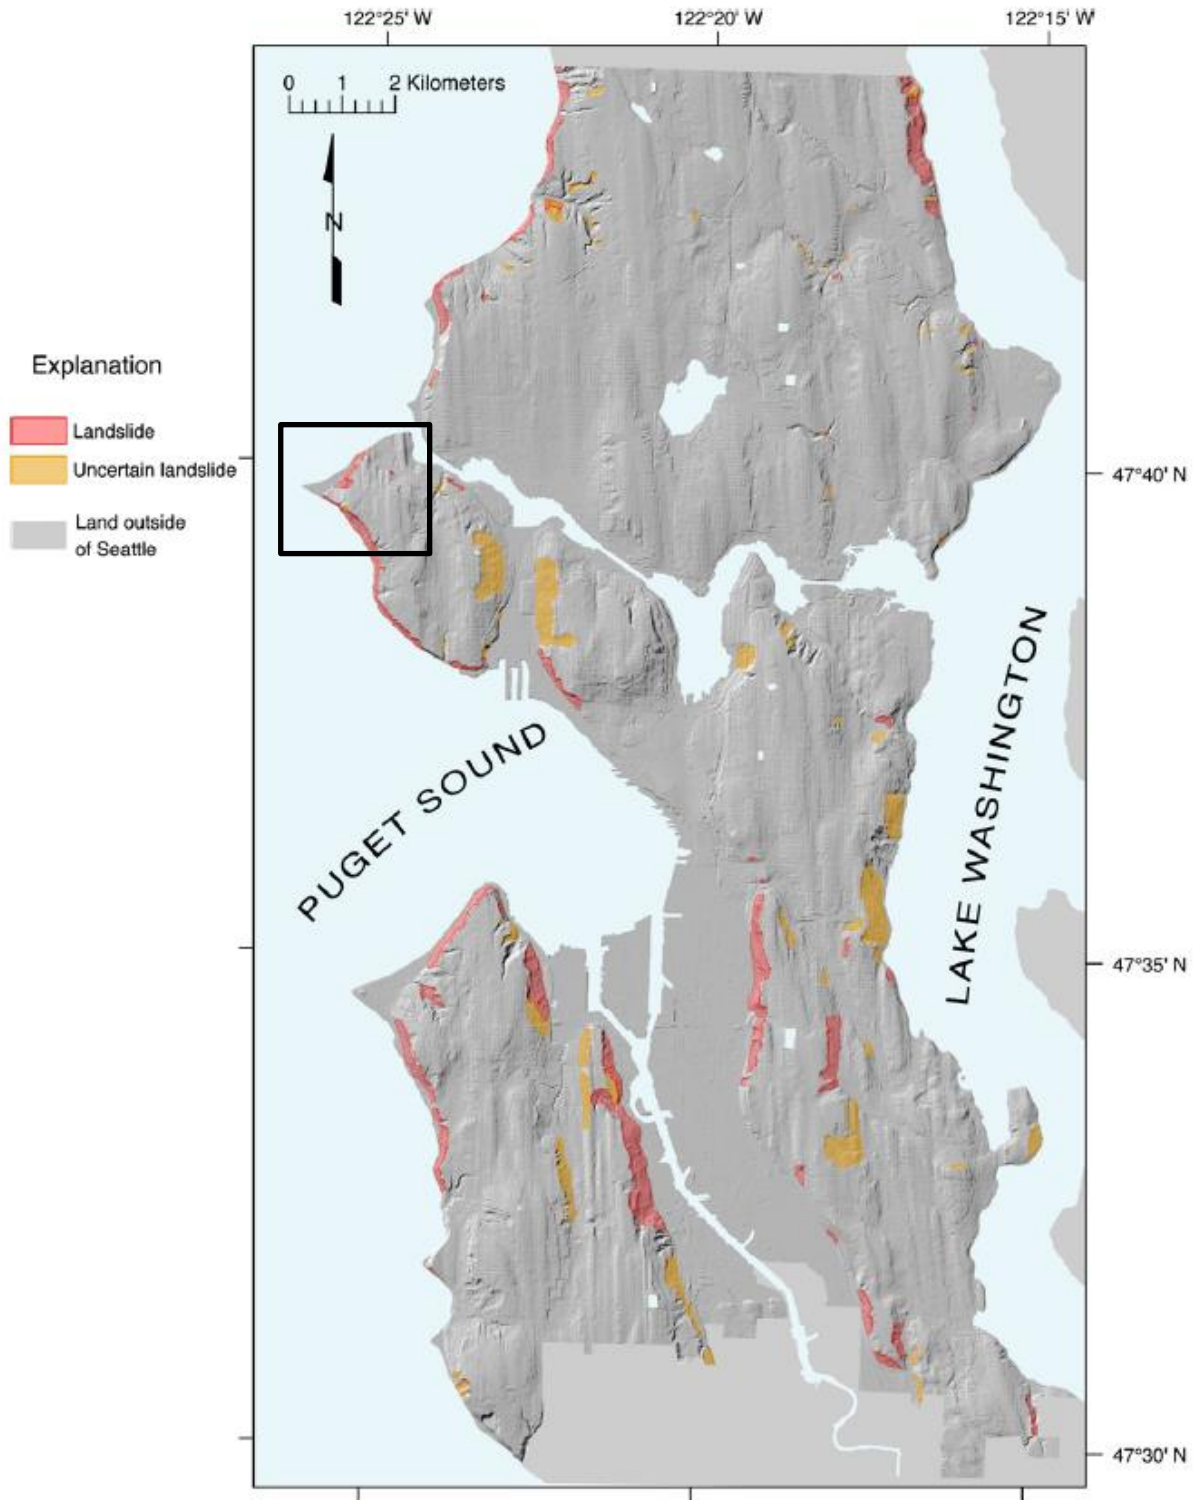 122°25' W
122°20' W
122°15' W
0 1 2 Kilometers
N
Explanation
Landslide
Uncertain landslide
Land outside
of Seattle
47°40' N
PUGET SOUND
LAKE WASHINGTON
47°35' N
47°30' N